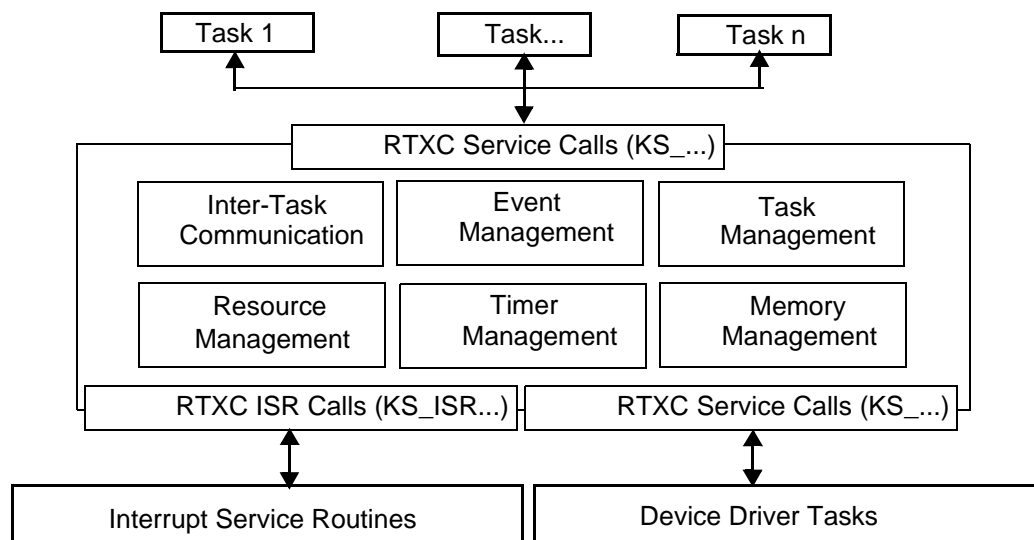 Task 1
Task...
Task n
RTXC Service Calls (KS_...)
Inter-Task
Communication
Event
Management
Task
Management
Resource
Management
Timer
Management
Memory
Management
RTXC ISR Calls (KS_ISR...)
RTXC Service Calls (KS_...)
Interrupt Service Routines
Device Driver Tasks